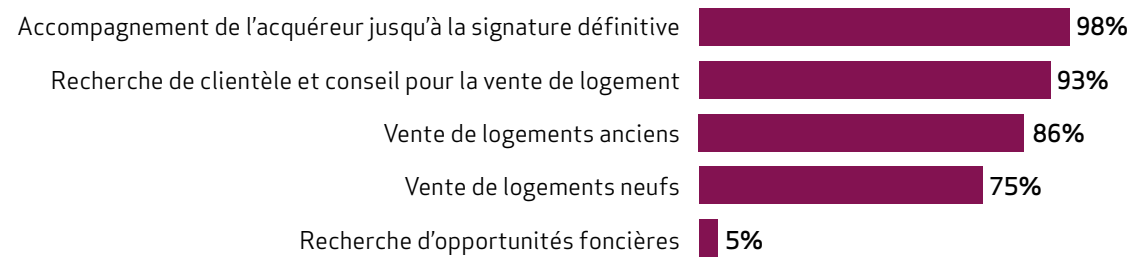 Accompagnement de l’acquéreur jusqu’à la signature définitive 98%
Recherche de clientèle et conseil pour la vente de logement 93%
Vente de logements anciens 86%
Vente de logements neufs 75%
Recherche d’opportunités foncières 5%